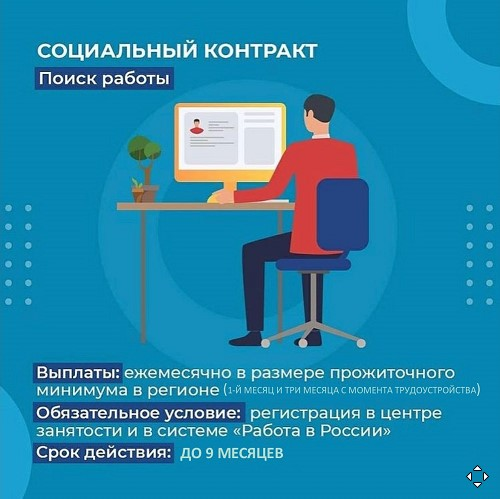 СОЦИАЛЬНЫЙ КОНТРАКТ
Поиск работы
Выплаты: ежемесячно в размере прожиточного
минимума в регионе (1-Й МЕСЯЦ И ТРИ МЕСЯЦА С МОМЕНТА ТРУДОУСТРОЙСТВА)
Обязательное условие: регистрация в центре
занятости и в системе «Работа в России»
Срок действия: ДО 9 МЕСЯЦЕВ